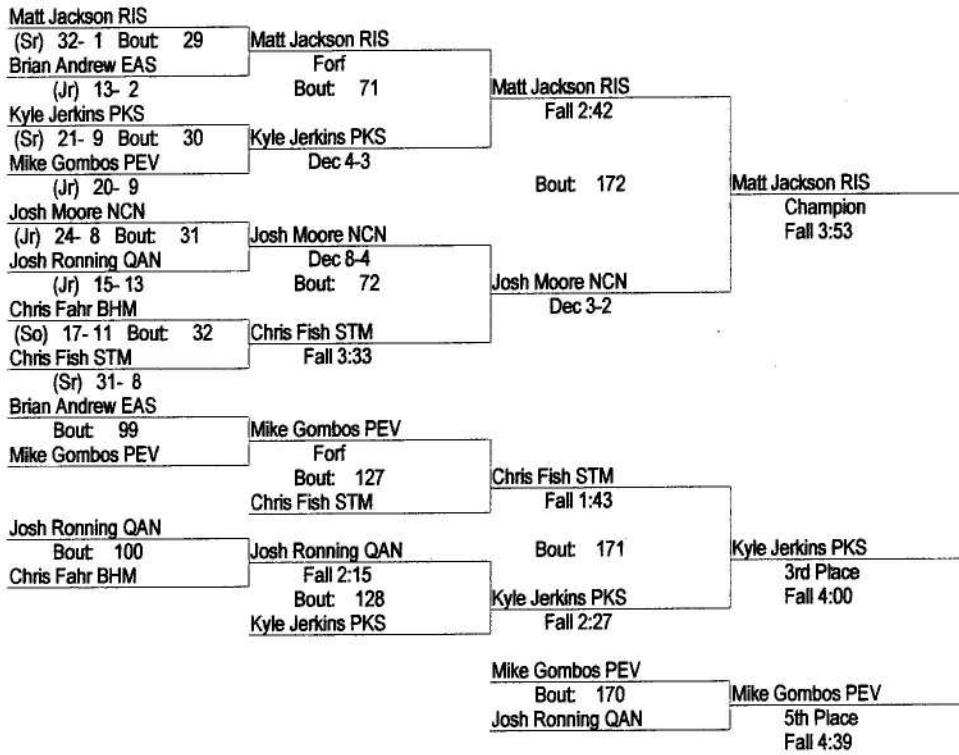 Matt Jackson RIS
(Sr) 32- 1 Bout: 29
Brian Andrew EAS
(Jr) 13- 2
Kyle Jerkins PKS
(Sr) 21- 9 Bout: 30
Mike Gombos PEV
(Jr) 20- 9
Josh Moore NCN
(Jr) 24- 8 Bout: 31
Josh Ronning QAN
(Jr) 15- 13
Chris Fahr BHM
(So) 17- 11 Bout: 32
Chris Fish STM
(Sr) 31- 8
Matt Jackson RIS
Forf
Bout: 71
Kyle Jerkins PKS
Dec 4-3
Josh Moore NCN
Dec 8-4
Bout: 72
Chris Fish STM
Fall 3:33
Matt Jackson RIS
Fall 2:42
Bout: 172
Josh Moore NCN
Dec 3-2
Matt Jackson RIS
Champion
Fall 3:53
Brian Andrew EAS
Bout: 99
Mike Gombos PEV
Josh Ronning QAN
Bout: 100
Chris Fahr BHM
Mike Gombos PEV
Forf
Bout: 127
Chris Fish STM
Josh Ronning QAN
Fall 2:15
Bout: 128
Kyle Jerkins PKS
Chris Fish STM
Fall 1:43
Bout: 171
Kyle Jerkins PKS
Fall 2:27
Kyle Jerkins PKS
3rd Place
Fall 4:00
Mike Gombos PEV
Bout: 170
Josh Ronning QAN
Mike Gombos PEV
5th Place
Fall 4:39